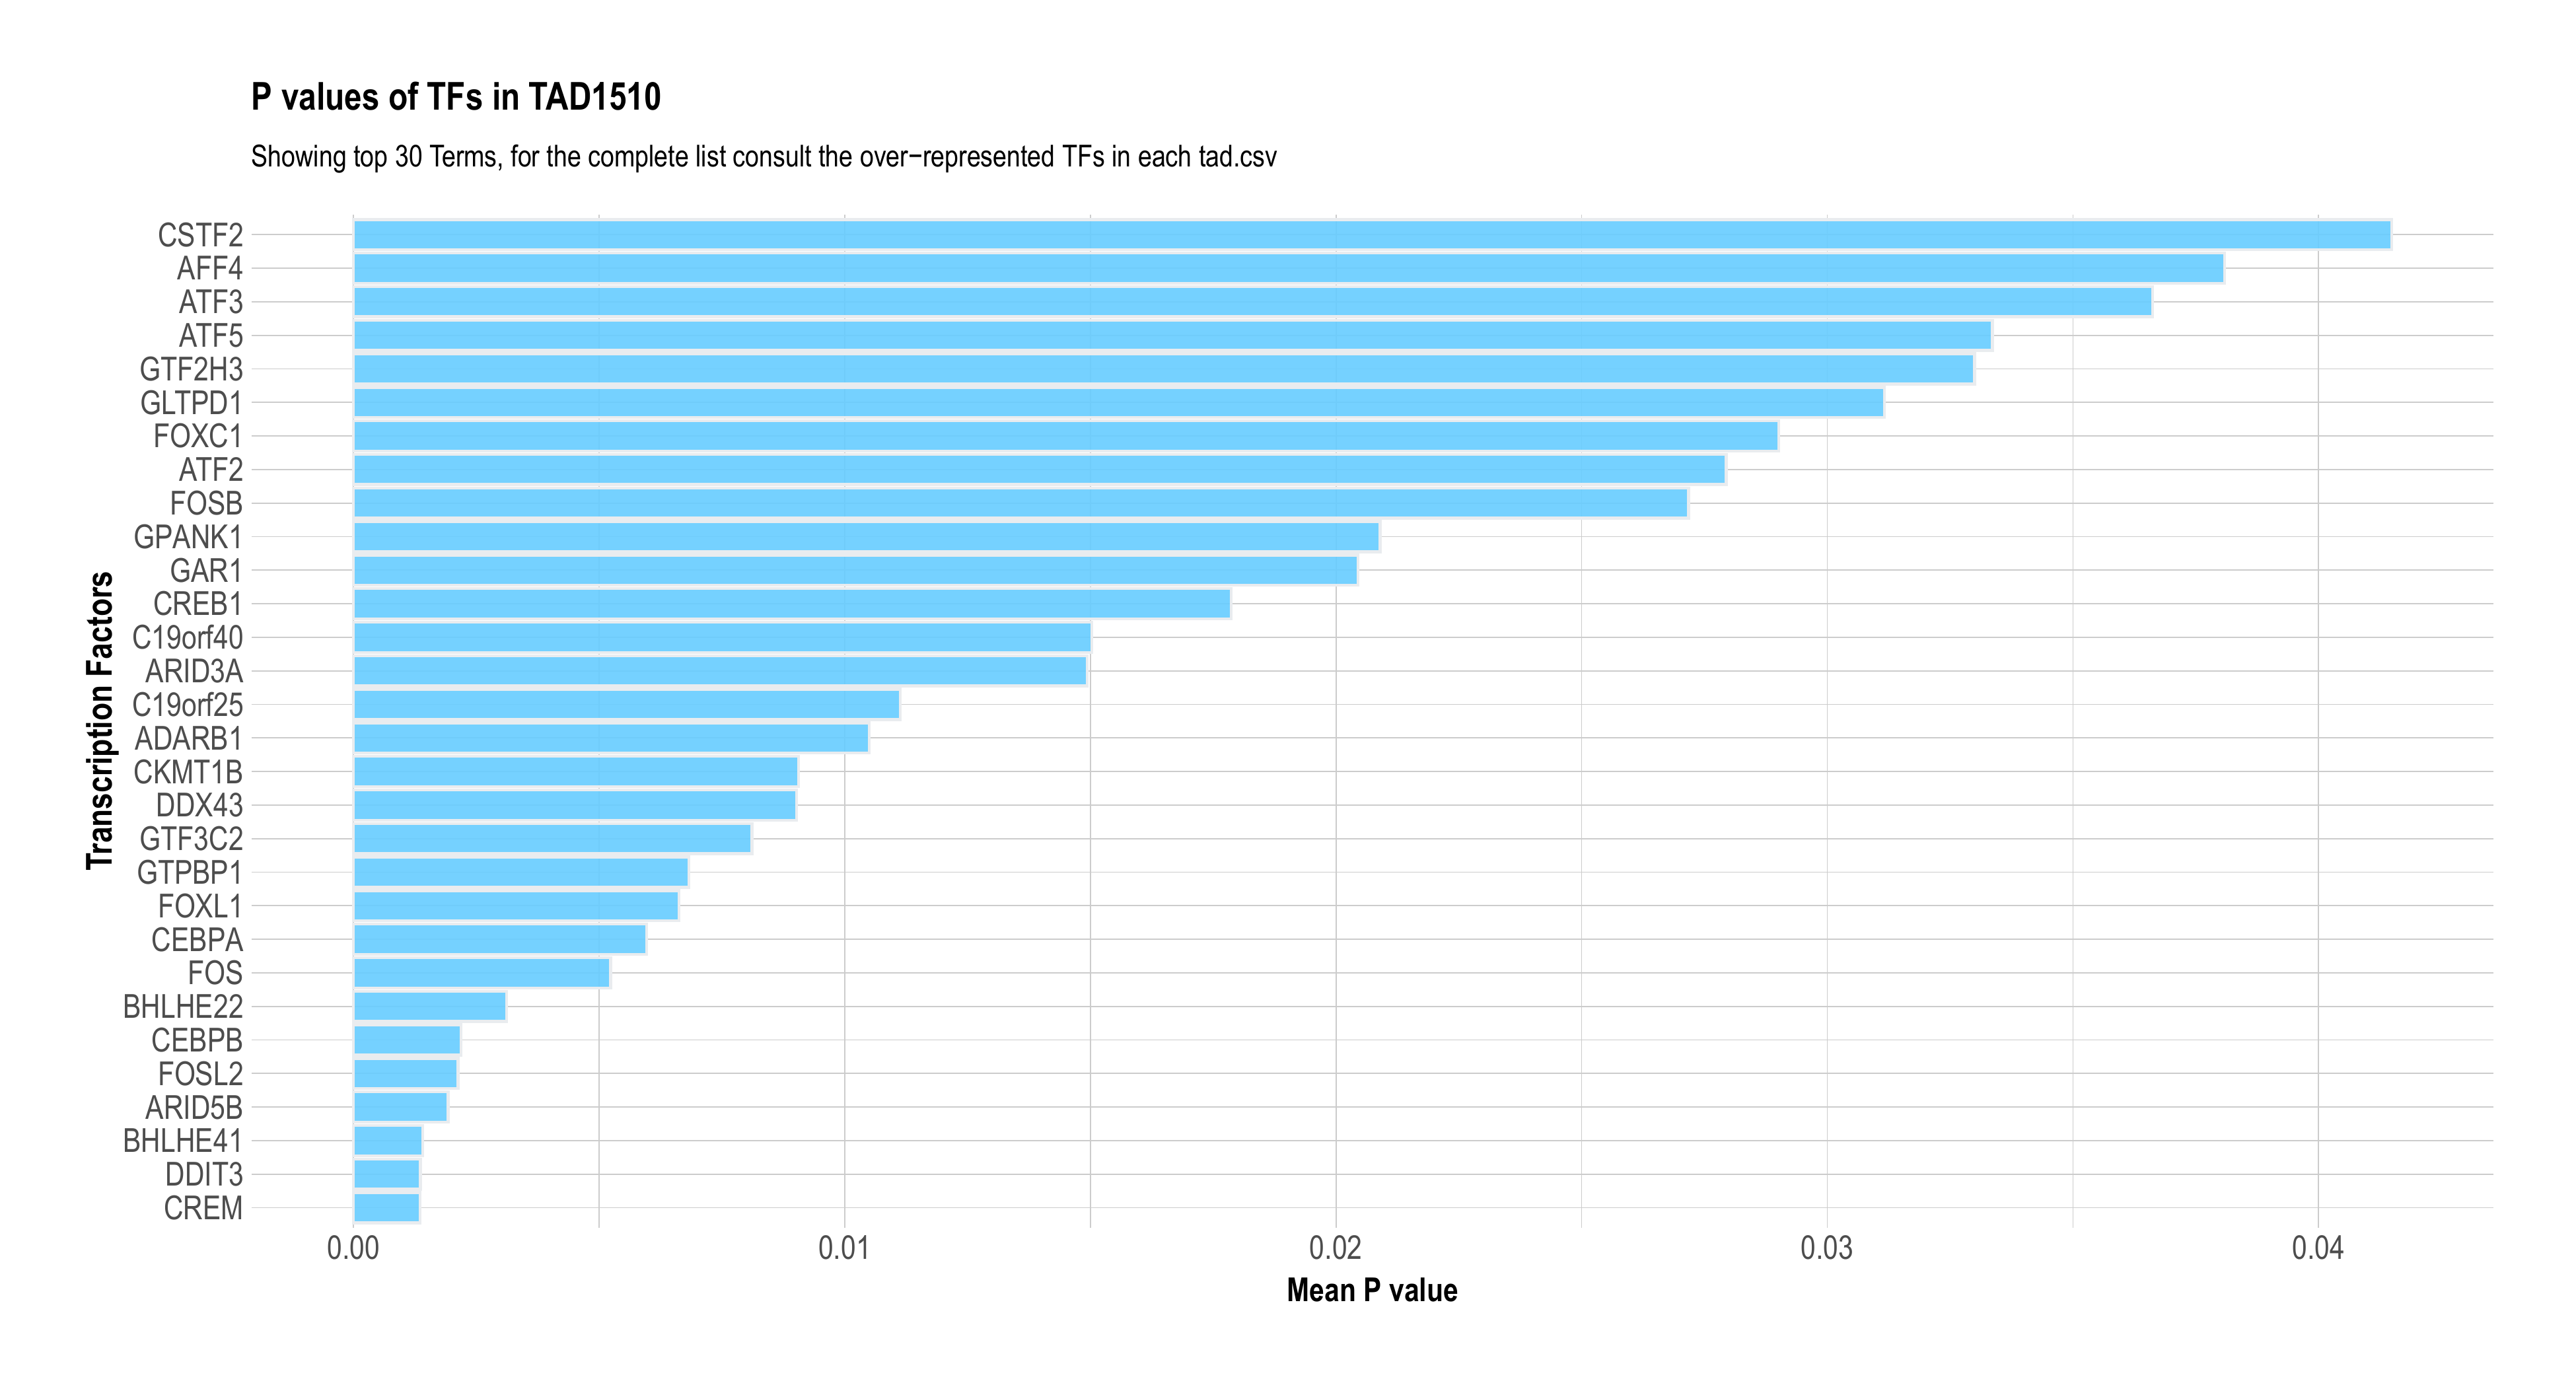 P values of TFs in TAD1510
Showing top 30 Terms, for the complete list consult the over−represented TFs in each tad.csv
Transcription Factors
CSTF2
AFF4
ATF3
ATF5
GTF2H3
GLTPD1
FOXC1
ATF2
FOSB
GPANK1
GAR1
CREB1
C19orf40
ARID3A
C19orf25
ADARB1
CKMT1B
DDX43
GTF3C2
GTPBP1
FOXL1
CEBPA
FOS
BHLHE22
CEBPB
FOSL2
ARID5B
BHLHE41
DDIT3
CREM
0.00 0.01 0.02 0.03 0.04
Mean P value